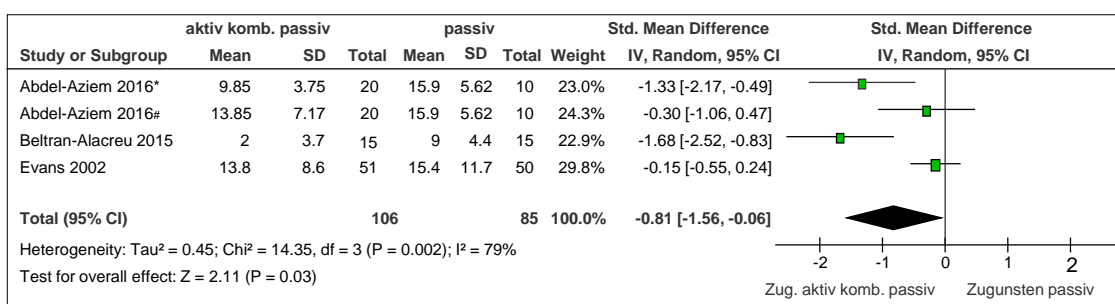 aktiv komb. passiv passiv Std. Mean Difference Std. Mean Difference
Study or Subgroup Mean SD Total Mean SD Total Weight IV, Random, 95% CI IV, Random, 95% CI
Abdel-Aziem 2016* 9.85 3.75 20 15.9 5.62 10 23.0% -1.33 [-2.17, -0.49]
Abdel-Aziem 2016# 13.85 7.17 20 15.9 5.62 10 -0.30 [-1.06, 0.47]
Beltran-Alacreu 2015 2 3.7 15 9 4.4 15 22.9% -1.68 [-2.52, -0.83]
Evans 2002 13.8 8.6 51 15.4 11.7 50 29.8% -0.15 [-0.55, 0.24]
Total (95% CI) 106 85 100.0% -0.81 [-1.56, -0.06]
Heterogeneity: Tau² = 0.45; Chi² = 14.35, df = 3 (P = 0.002); I² = 79%
Test for overall effect: Z = 2.11 (P = 0.03)
-2 -1 0 1 2
Zug. aktiv komb. passiv Zugunsten passiv